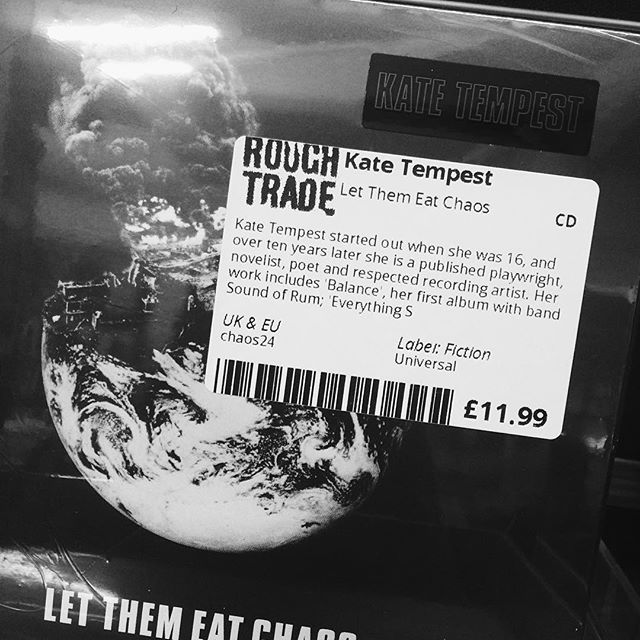 KATE TEMPEST
ROUGH TRADE
Kate Tempest
Let Them Eat Chaos
CD
Kate Tempest started out when she was 16, and
over ten years later she is a published playwright,
novelist, poet and respected recording artist. Her
work includes 'Balance', her first album with band
Sound of Rum; 'Everything S
UK & EU
chaos24
Label: Fiction
Universal
£11.99
LET THEM EAT CHAOS